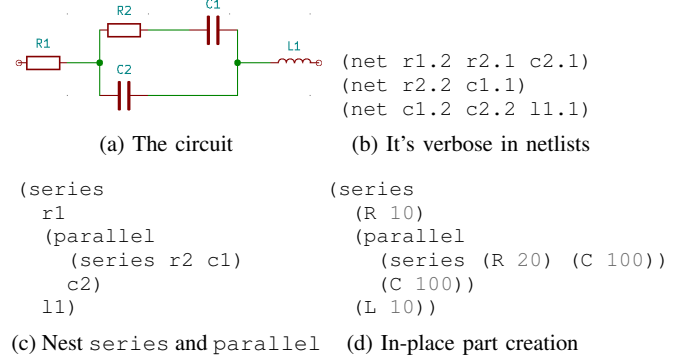 R1
R2
C1
C2
L1
(net r1.2 r2.1 c2.1)
(net r2.2 c1.1)
(net c1.2 c2.2 l1.1)
(a) The circuit
(b) It's verbose in netlists
(series
r1
(parallel
(series r2 c1)
c2)
l1)
(c) Nest series and parallel
(series
(R 10)
(parallel
(series (R 20) (C 100))
(C 100))
(L 10))
(d) In-place part creation